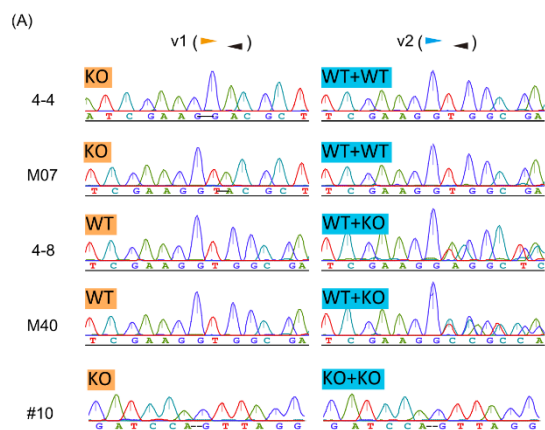 (A)
v1 ( ) v2 ( )
KO WT+WT
4-4
A T C G A A G—G A C G C T T C G A A G G T G G C G A
KO WT+WT
M07
T C G A A G G T—A C G C T T C G A A G G T G G C G A
WT WT+KO
4-8
T C G A A G G T G G C G A T C G A A G G A G G C T C
WT WT+KO
M40
T C G A A G G T G G C G A T C G A A G G C C G C C A
KO KO+KO
#10
G A T C C A--G T T A G G G A T C C A--G T T A G G